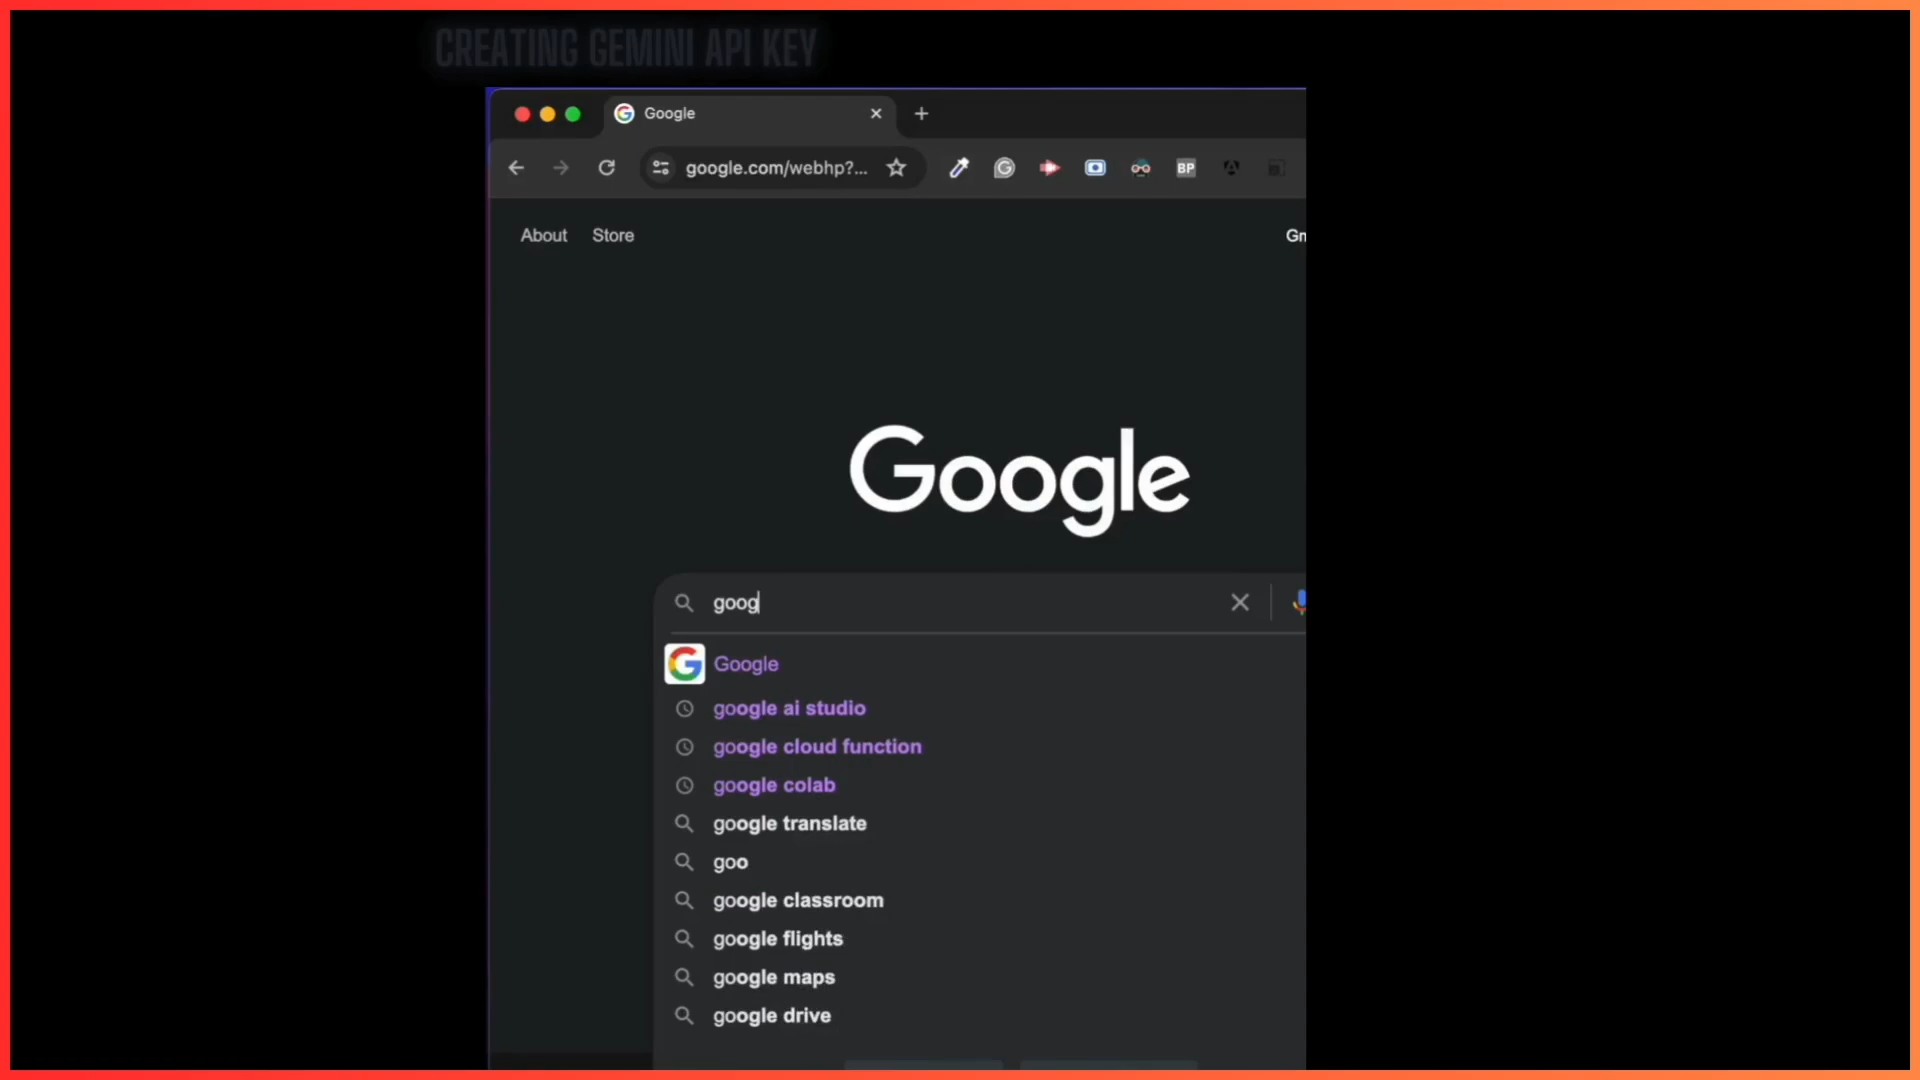 CREATING GEMINI API KEY
Google
google.com/webhp?...
BP
About Store
Gm
Google
goog
Google
google ai studio
google cloud function
google colab
google translate
goo
google classroom
google flights
google maps
google drive